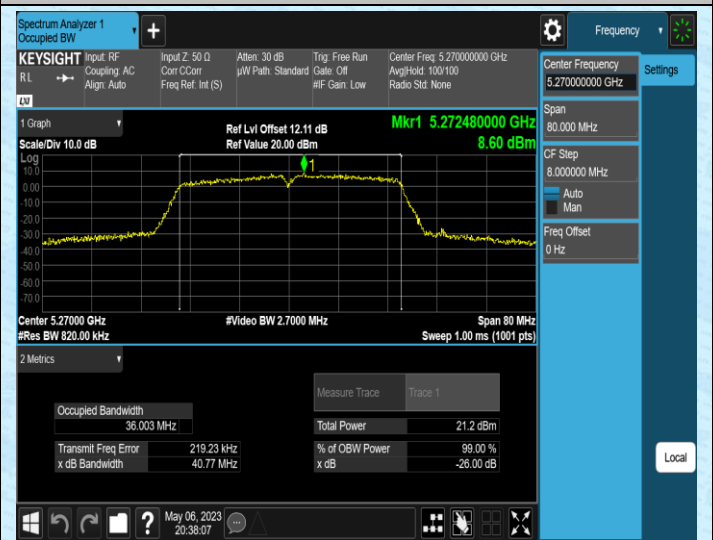 Spectrum Analyzer 1
Occupied BW
Frequency
KEYSIGHT
RL
LXI
Input: RF
Coupling: AC
Align: Auto
Input Z: 50 Ω
Corr CCorr
Freq Ref: Int (S)
Atten: 30 dB
µW Path: Standard
Trig: Free Run
Gate: Off
#IF Gain: Low
Center Freq: 5.270000000 GHz
Avg|Hold: 100/100
Radio Std: None
Center Frequency
5.270000000 GHz
Settings
Span
80.000 MHz
CF Step
8.000000 MHz
Auto
Man
Freq Offset
0 Hz
Local
1 Graph
Scale/Div 10.0 dB
Ref Lvl Offset 12.11 dB
Ref Value 20.00 dBm
Mkr1 5.272480000 GHz
8.60 dBm
Log
10.0
0.00
-10.0
-20.0
-30.0
-40.0
-50.0
-60.0
-70.0
1
Center 5.27000 GHz
#Video BW 2.7000 MHz
Span 80 MHz
#Res BW 820.00 kHz
Sweep 1.00 ms (1001 pts)
2 Metrics
Measure Trace
Trace 1
Occupied Bandwidth
36.003 MHz
Total Power
21.2 dBm
Transmit Freq Error
219.23 kHz
% of OBW Power
99.00 %
x dB Bandwidth
40.77 MHz
x dB
-26.00 dB
?
May 06, 2023
20:38:07